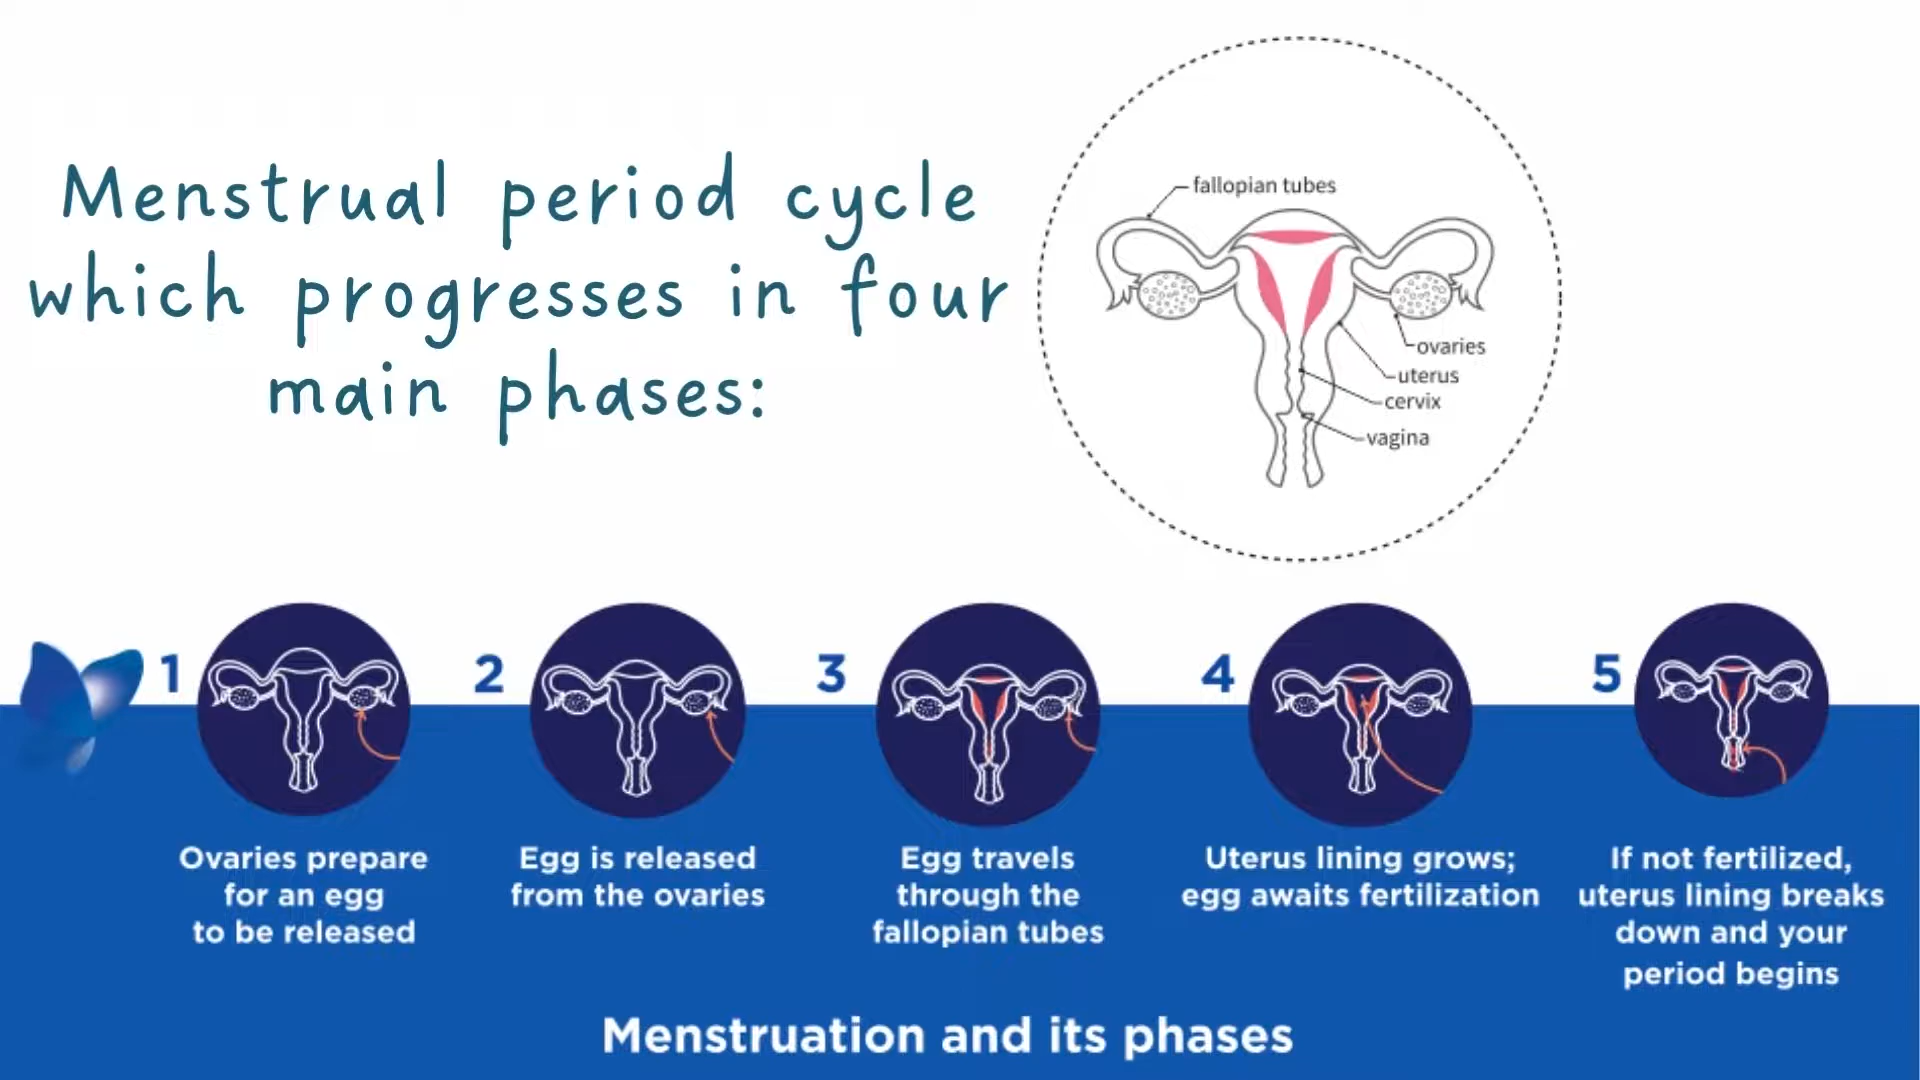 Menstrual period cycle
which progresses in four
main phases:
fallopian tubes
ovaries
uterus
cervix
vagina
1
Ovaries prepare
for an egg
to be released
2
Egg is released
from the ovaries
3
Egg travels
through the
fallopian tubes
4
Uterus lining grows;
egg awaits fertilization
5
If not fertilized,
uterus lining breaks
down and your
period begins
Menstruation and its phases